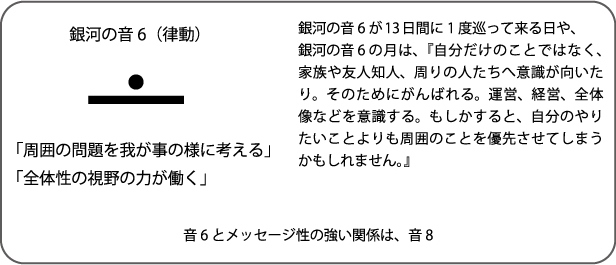 銀河の音6（律動）
「周囲の問題を我が事の様に考える」
「全体性の視野の力が働く」
銀河の音6が13日間に1度巡って来る日や、
銀河の音6の月は、『自分だけのことではなく、
家族や友人知人、周りの人たちへ意識が向いた
り。そのためにがんばれる。運営、経営、全体
像などを意識する。もしかすると、自分のやり
たいことよりも周囲のことを優先させてしまう
かもしれません。』
音6とメッセージ性の強い関係は、音8